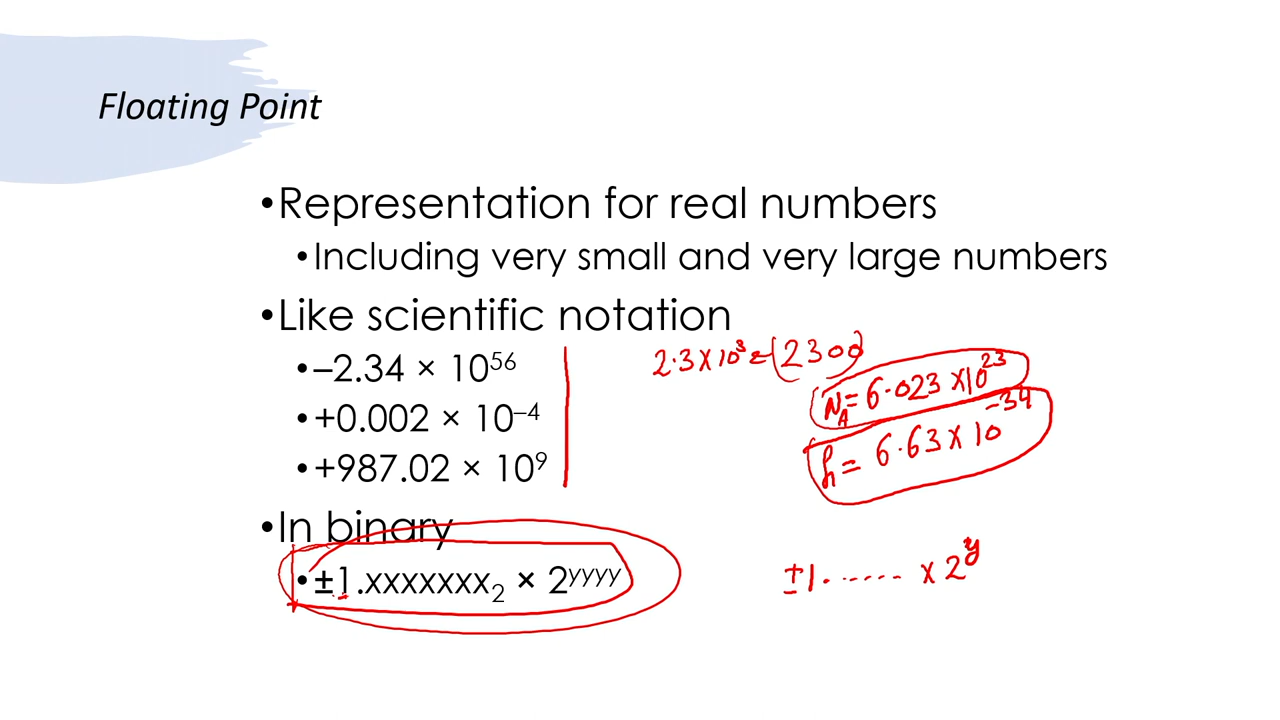 Floating Point
•Representation for real numbers
•Including very small and very large numbers
•Like scientific notation
•–2.34 × 10⁵⁶
•+0.002 × 10⁻⁴
•+987.02 × 10⁹
2.3 × 10³ = (2300)
N_A = 6.023 × 10²³
h = 6.63 × 10⁻³⁴
•In binary
•±1.xxxxxxx₂ × 2ʸʸʸʸ
±1. ...... × 2ʸ